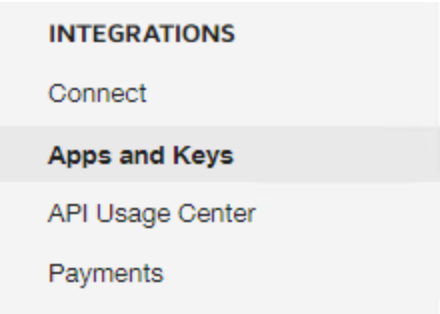 INTEGRATIONS
Connect
Apps and Keys
API Usage Center
Payments